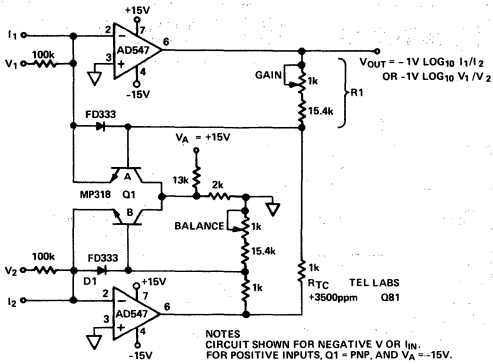 +15V
I1
2
7
6
100k
AD547
V1
3
4
-15V
VOUT = -1V LOG10 I1/I2
OR -1V LOG10 V1/V2
GAIN
1k
R1
15.4k
FD333
VA = +15V
A
13k
2k
MP318
Q1
B
BALANCE
1k
15.4k
100k
V2
FD333
D1
1k
1k
RTC
TEL LABS
+3500ppm
Q81
+15V
I2
2
7
6
AD547
3
4
-15V
NOTES
CIRCUIT SHOWN FOR NEGATIVE V OR IIN.
FOR POSITIVE INPUTS, Q1 = PNP, AND VA = -15V.